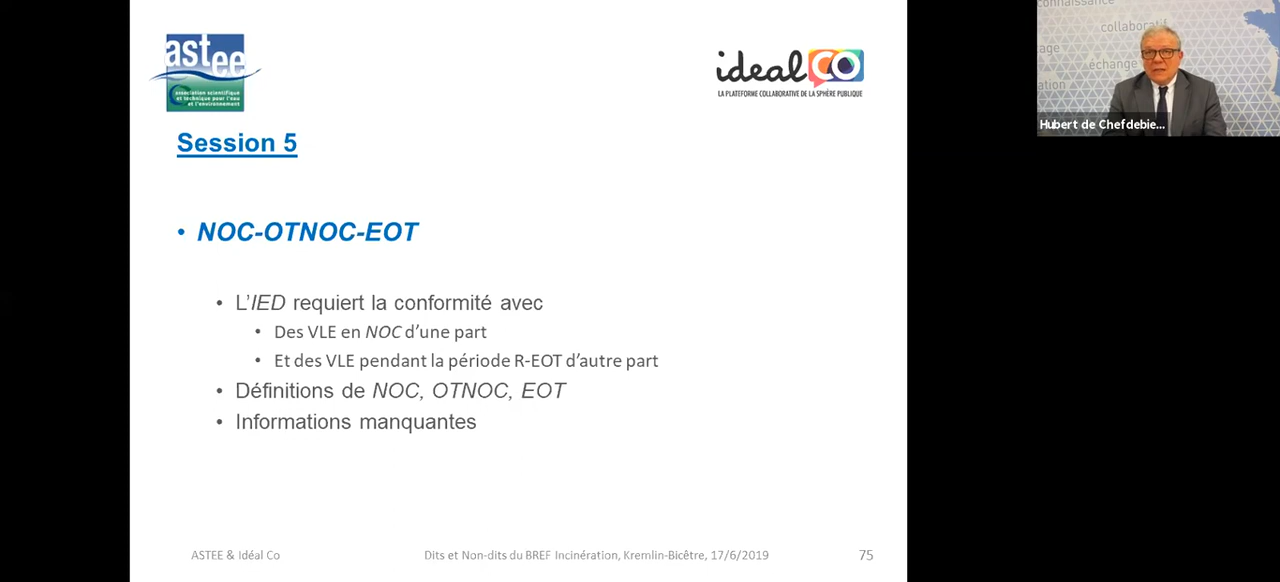 astee
association scientifique
et technique pour l'eau
et l'environnement
idealCO
LA PLATEFORME COLLABORATIVE DE LA SPHÈRE PUBLIQUE
Session 5
• NOC-OTNOC-EOT
• L'IED requiert la conformité avec
• Des VLE en NOC d'une part
• Et des VLE pendant la période R-EOT d'autre part
• Définitions de NOC, OTNOC, EOT
• Informations manquantes
ASTEE & Idéal Co
Dits et Non-dits du BREF Incinération, Kremlin-Bicêtre, 17/6/2019
75
connaissance
collaboratif
échange
Hubert de Chefdebie...